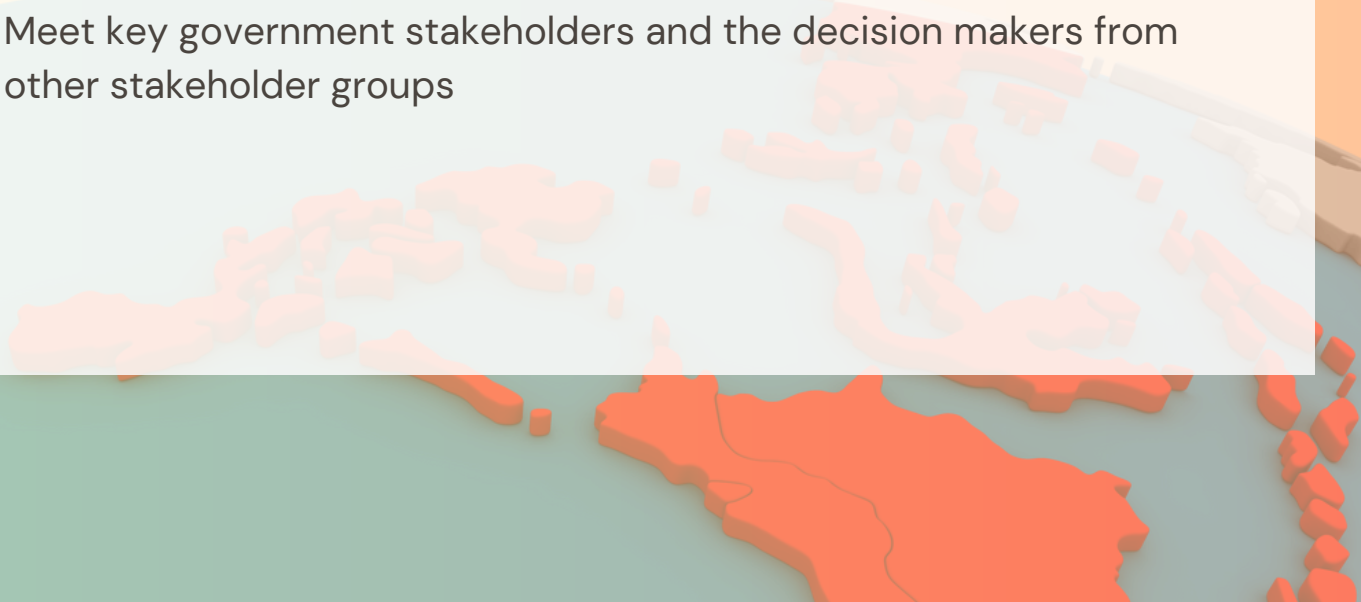 Meet key government stakeholders and the decision makers from
other stakeholder groups